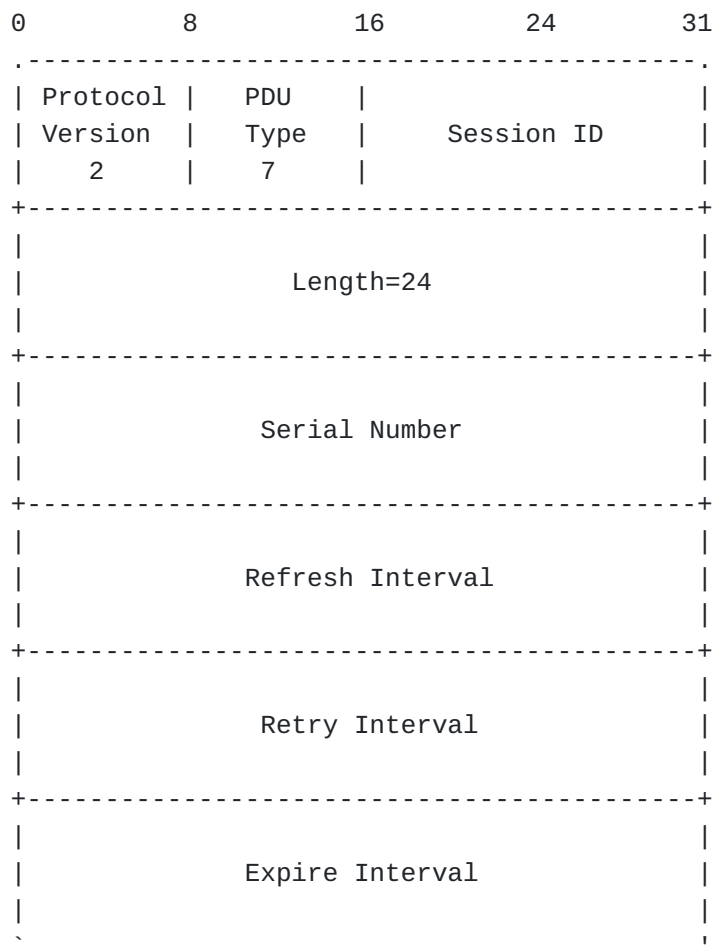 0          8          16         24        31
.-------------------------------------------.
| Protocol |   PDU    |                     |
| Version  |   Type   |     Session ID      |
|    2     |    7     |                     |
+-------------------------------------------+
|                                           |
|                 Length=24                 |
|                                           |
+-------------------------------------------+
|                                           |
|               Serial Number               |
|                                           |
+-------------------------------------------+
|                                           |
|              Refresh Interval             |
|                                           |
+-------------------------------------------+
|                                           |
|               Retry Interval              |
|                                           |
+-------------------------------------------+
|                                           |
|              Expire Interval              |
|                                           |
`                                           '